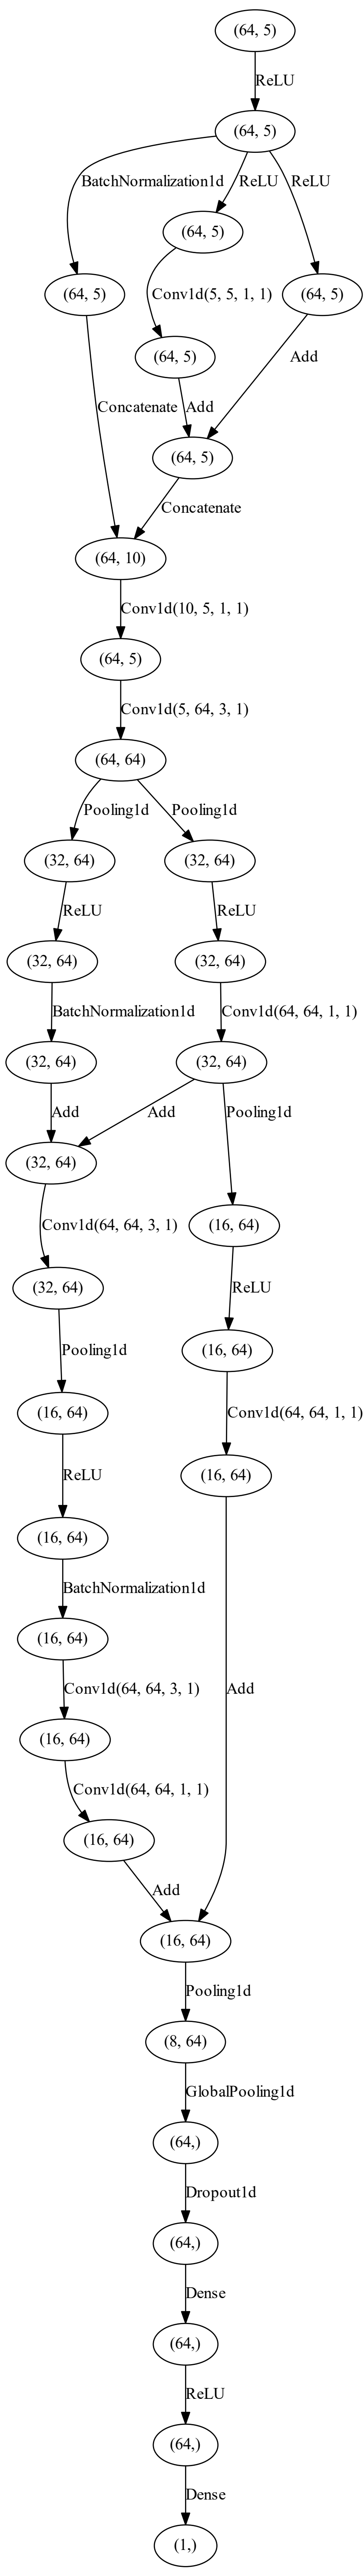 (64, 5)
ReLU
(64, 5)
BatchNormalization1d
ReLU
ReLU
(64, 5)
(64, 5)
Conv1d(5, 5, 1, 1)
(64, 5)
(64, 5)
Add
Concatenate
Add
(64, 5)
Concatenate
(64, 10)
Conv1d(10, 5, 1, 1)
(64, 5)
Conv1d(5, 64, 3, 1)
(64, 64)
Pooling1d
Pooling1d
(32, 64)
(32, 64)
ReLU
ReLU
(32, 64)
(32, 64)
BatchNormalization1d
Conv1d(64, 64, 1, 1)
(32, 64)
(32, 64)
Add
Add
Pooling1d
(32, 64)
(16, 64)
Conv1d(64, 64, 3, 1)
ReLU
(32, 64)
(16, 64)
Pooling1d
Conv1d(64, 64, 1, 1)
(16, 64)
(16, 64)
ReLU
(16, 64)
BatchNormalization1d
(16, 64)
Conv1d(64, 64, 3, 1)
Add
(16, 64)
Conv1d(64, 64, 1, 1)
(16, 64)
Add
(16, 64)
Pooling1d
(8, 64)
GlobalPooling1d
(64,)
Dropout1d
(64,)
Dense
(64,)
ReLU
(64,)
Dense
(1,)